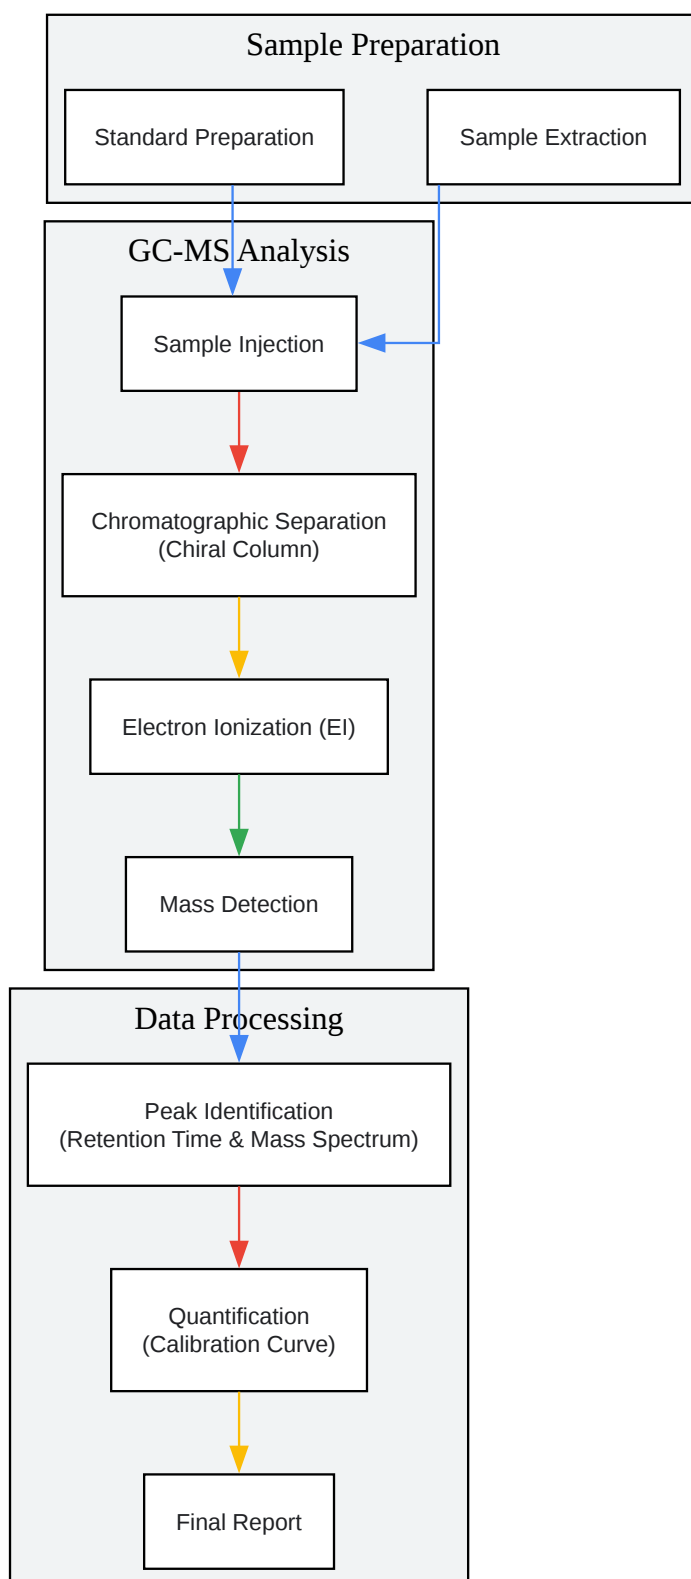 Sample Preparation
Standard Preparation
Sample Extraction
GC-MS Analysis
Sample Injection
Chromatographic Separation
(Chiral Column)
Electron Ionization (EI)
Mass Detection
Data Processing
Peak Identification
(Retention Time & Mass Spectrum)
Quantification
(Calibration Curve)
Final Report